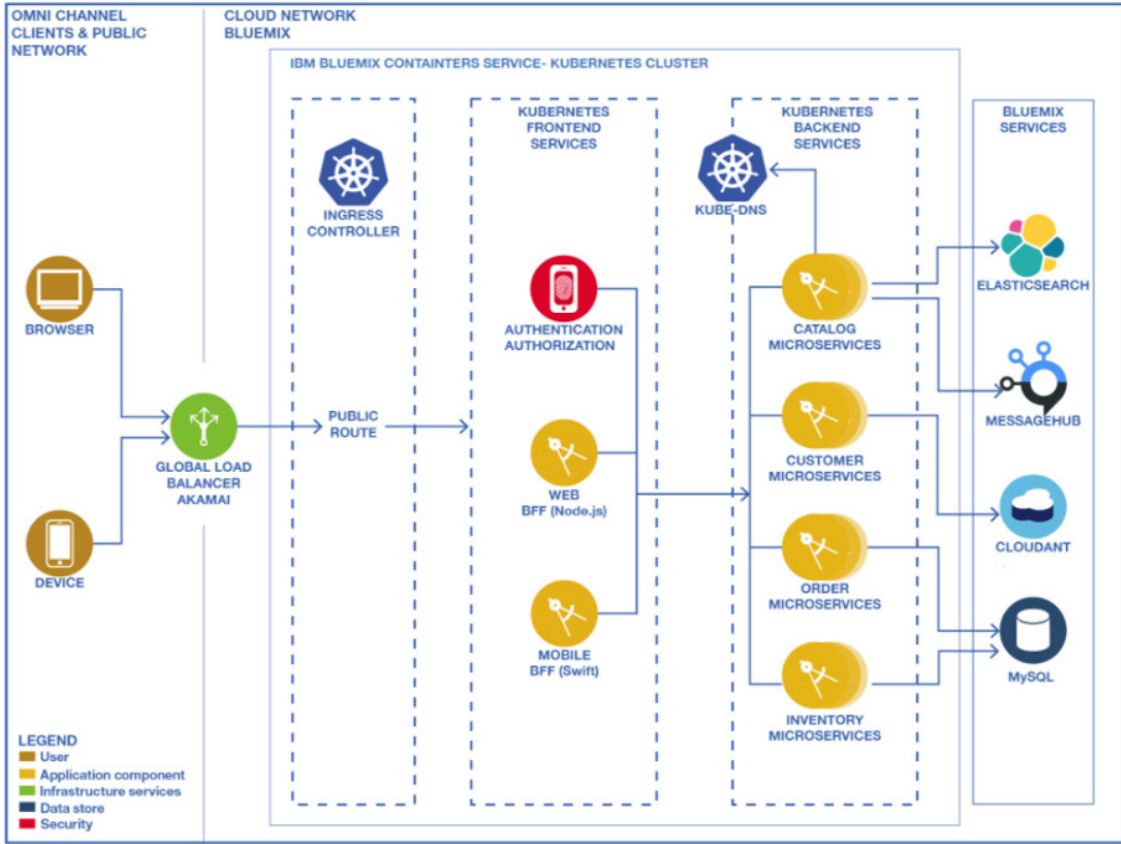 OMNI CHANNEL
CLIENTS & PUBLIC
NETWORK
CLOUD NETWORK
BLUEMIX
IBM BLUEMIX CONTAINTERS SERVICE- KUBERNETES CLUSTER
INGRESS
CONTROLLER
PUBLIC
ROUTE
KUBERNETES
FRONTEND
SERVICES
AUTHENTICATION
AUTHORIZATION
WEB
BFF (Node.js)
MOBILE
BFF (Swift)
KUBERNETES
BACKEND
SERVICES
KUBE-DNS
CATALOG
MICROSERVICES
CUSTOMER
MICROSERVICES
ORDER
MICROSERVICES
INVENTORY
MICROSERVICES
BLUEMIX
SERVICES
ELASTICSEARCH
MESSAGEHUB
CLOUDANT
MySQL
BROWSER
GLOBAL LOAD
BALANCER
AKAMAI
DEVICE
LEGEND
User
Application component
Infrastructure services
Data store
Security